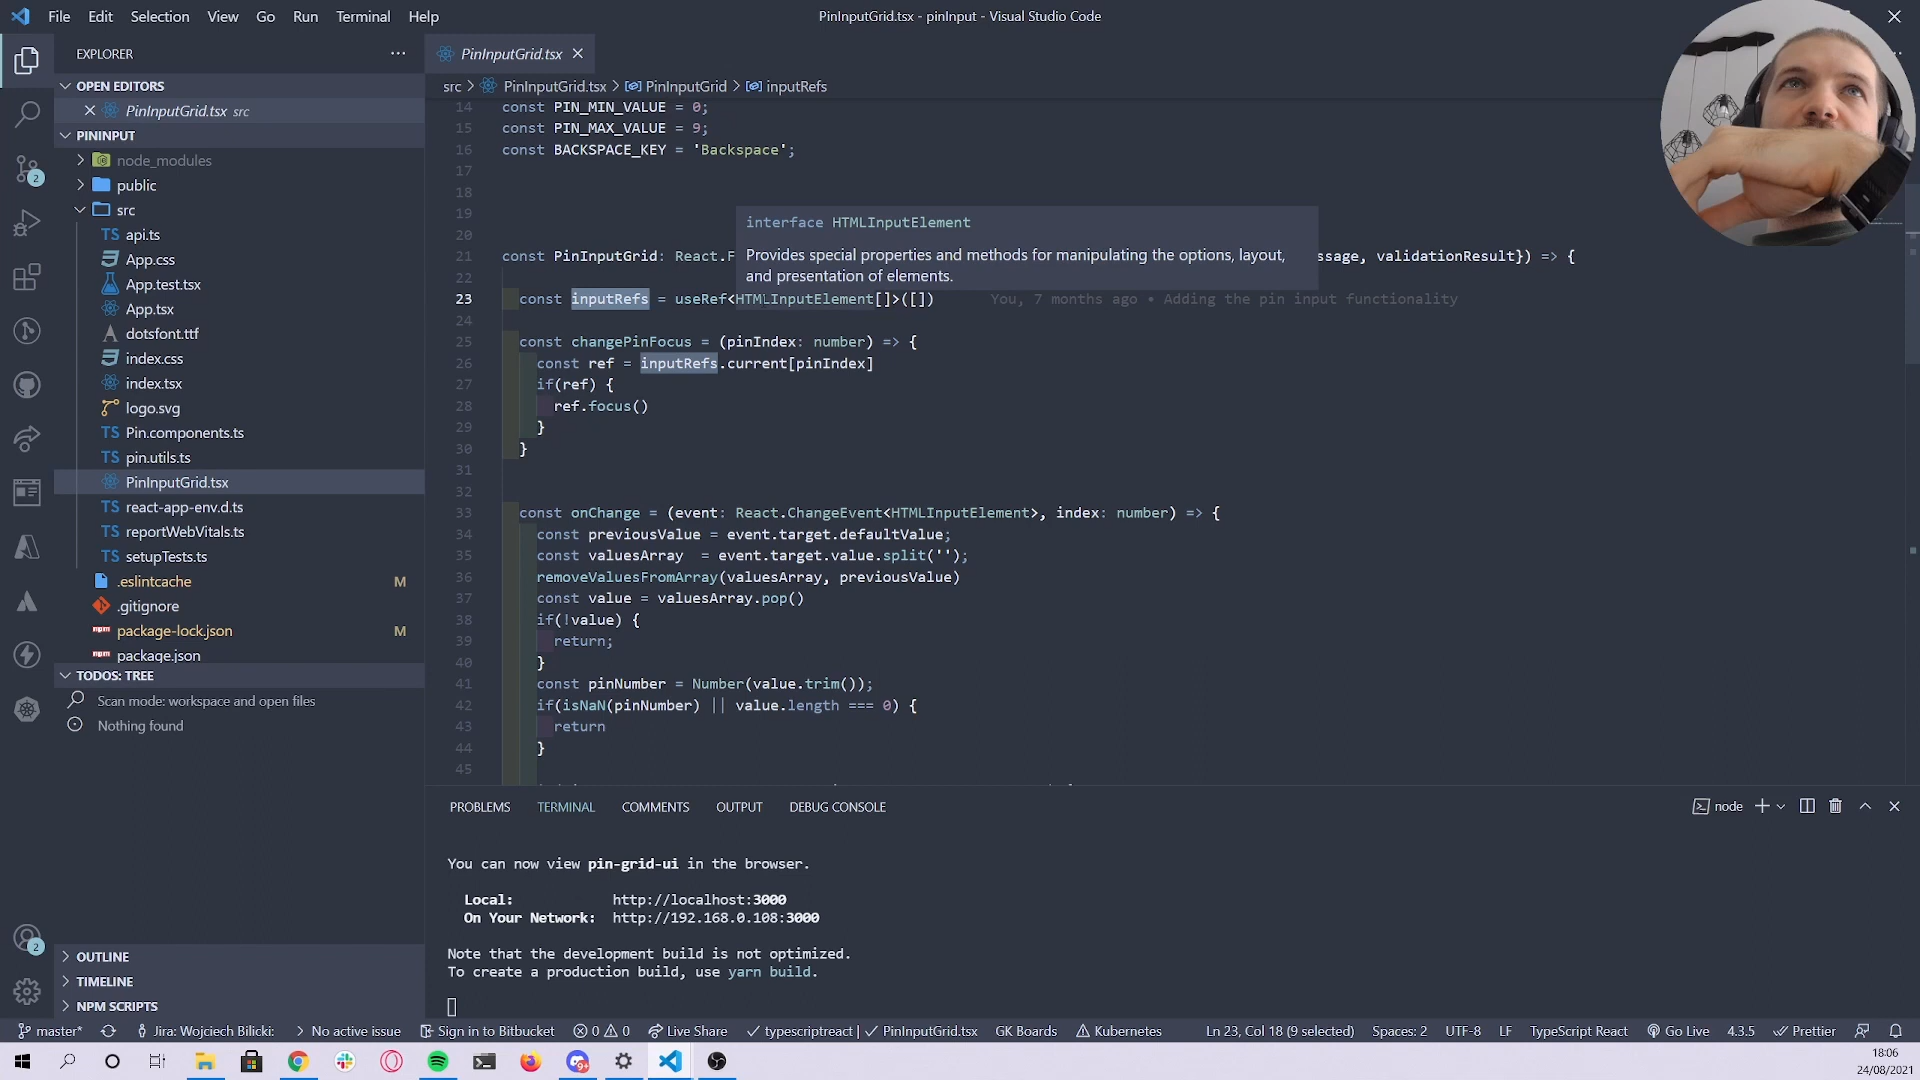 File Edit Selection View Go Run Terminal Help
PinInputGrid.tsx - pinInput - Visual Studio Code
EXPLORER
OPEN EDITORS
PinInputGrid.tsx src
PININPUT
node_modules
public
src
TS api.ts
App.css
App.test.tsx
App.tsx
A dotsfont.ttf
index.css
index.tsx
logo.svg
TS Pin.components.ts
TS pin.utils.ts
PinInputGrid.tsx
TS react-app-env.d.ts
TS reportWebVitals.ts
TS setupTests.ts
.eslintcache M
.gitignore
package-lock.json M
package.json
TODOS: TREE
Scan mode: workspace and open files
Nothing found
OUTLINE
TIMELINE
NPM SCRIPTS
2
2
PinInputGrid.tsx
src > PinInputGrid.tsx > PinInputGrid > inputRefs
14 const PIN_MIN_VALUE = 0;
15 const PIN_MAX_VALUE = 9;
16 const BACKSPACE_KEY = 'Backspace';
17
18
19
interface HTMLInputElement
20
Provides special properties and methods for manipulating the options, layout, and presentation of elements.
21 const PinInputGrid: React.F ssage, validationResult}) => {
22
23 const inputRefs = useRef<HTMLInputElement[]>([]) You, 7 months ago • Adding the pin input functionality
24
25 const changePinFocus = (pinIndex: number) => {
26 const ref = inputRefs.current[pinIndex]
27 if(ref) {
28 ref.focus()
29 }
30 }
31
32
33 const onChange = (event: React.ChangeEvent<HTMLInputElement>, index: number) => {
34 const previousValue = event.target.defaultValue;
35 const valuesArray  = event.target.value.split('');
36 removeValuesFromArray(valuesArray, previousValue)
37 const value = valuesArray.pop()
38 if(!value) {
39 return;
40 }
41 const pinNumber = Number(value.trim());
42 if(isNaN(pinNumber) || value.length === 0) {
43 return
44 }
45
PROBLEMS TERMINAL COMMENTS OUTPUT DEBUG CONSOLE
node
You can now view pin-grid-ui in the browser.
Local: http://localhost:3000
On Your Network: http://192.168.0.108:3000
Note that the development build is not optimized.
To create a production build, use yarn build.
master* Jira: Wojciech Bilicki: No active issue Sign in to Bitbucket 0 0 Live Share typescriptreact | PinInputGrid.tsx GK Boards Kubernetes Ln 23, Col 18 (9 selected) Spaces: 2 UTF-8 LF TypeScript React Go Live 4.3.5 Prettier
9+
18:06
24/08/2021